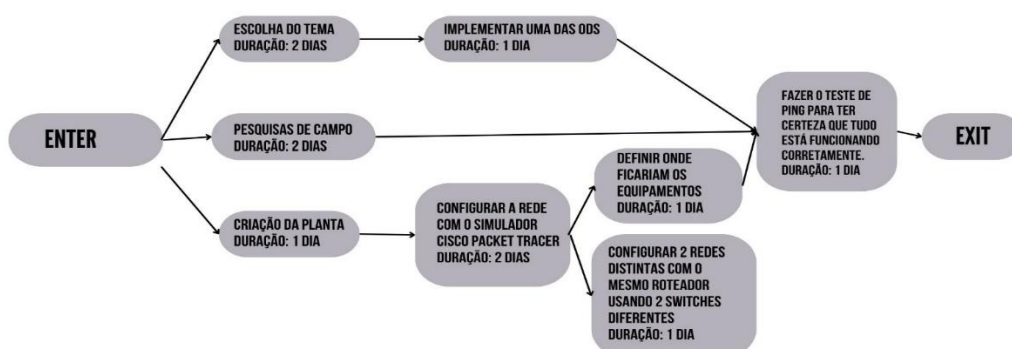 ENTER
ESCOLHA DO TEMA
DURAÇÃO: 2 DIAS
IMPLEMENTAR UMA DAS ODS
DURAÇÃO: 1 DIA
PESQUISAS DE CAMPO
DURAÇÃO: 2 DIAS
CRIAÇÃO DA PLANTA
DURAÇÃO: 1 DIA
CONFIGURAR A REDE
COM O SIMULADOR
CISCO PACKET TRACER
DURAÇÃO: 2 DIAS
DEFINIR ONDE
FICARIAM OS
EQUIPAMENTOS
DURAÇÃO: 1 DIA
CONFIGURAR 2 REDES
DISTINTAS COM O
MESMO ROTEADOR
USANDO 2 SWITCHES
DIFERENTES
DURAÇÃO: 1 DIA
FAZER O TESTE DE
PING PARA TER
CERTEZA QUE TUDO
ESTÁ FUNCIONANDO
CORRETAMENTE.
DURAÇÃO: 1 DIA
EXIT